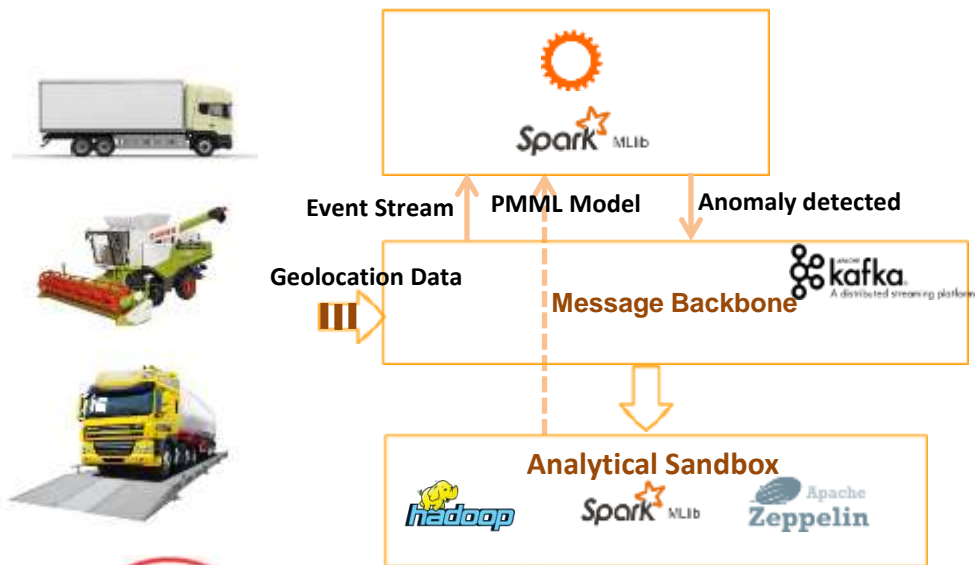 Spark MLlib
Event Stream
PMML Model
Anomaly detected
Geolocation Data
APACHE
kafka
A distributed streaming platform
Message Backbone
Analytical Sandbox
hadoop
Spark MLlib
Apache
Zeppelin